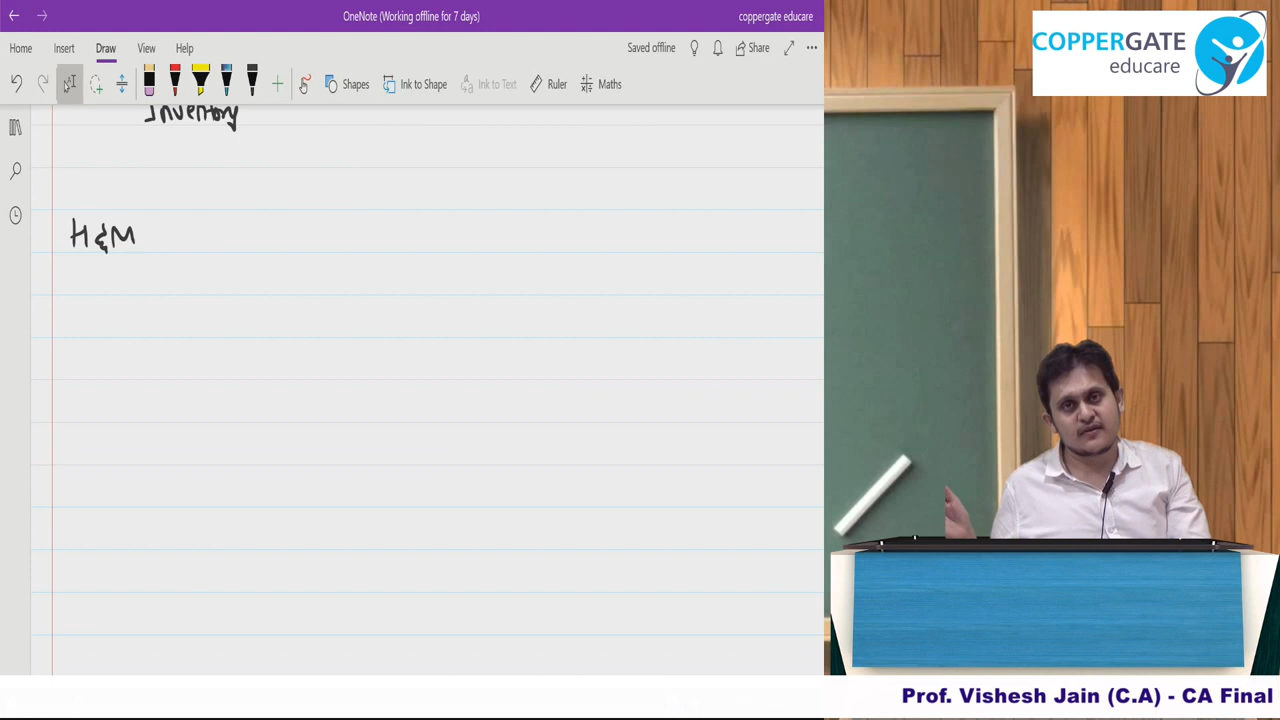 OneNote (Working offline for 7 days)
coppergate educare
Home Insert Draw View Help
Saved offline
Share
Shapes
Ink to Shape
Ink to Text
Ruler
Maths
Inventory
H & M
COPPERGATE
educare
Prof. Vishesh Jain (C.A) - CA Final